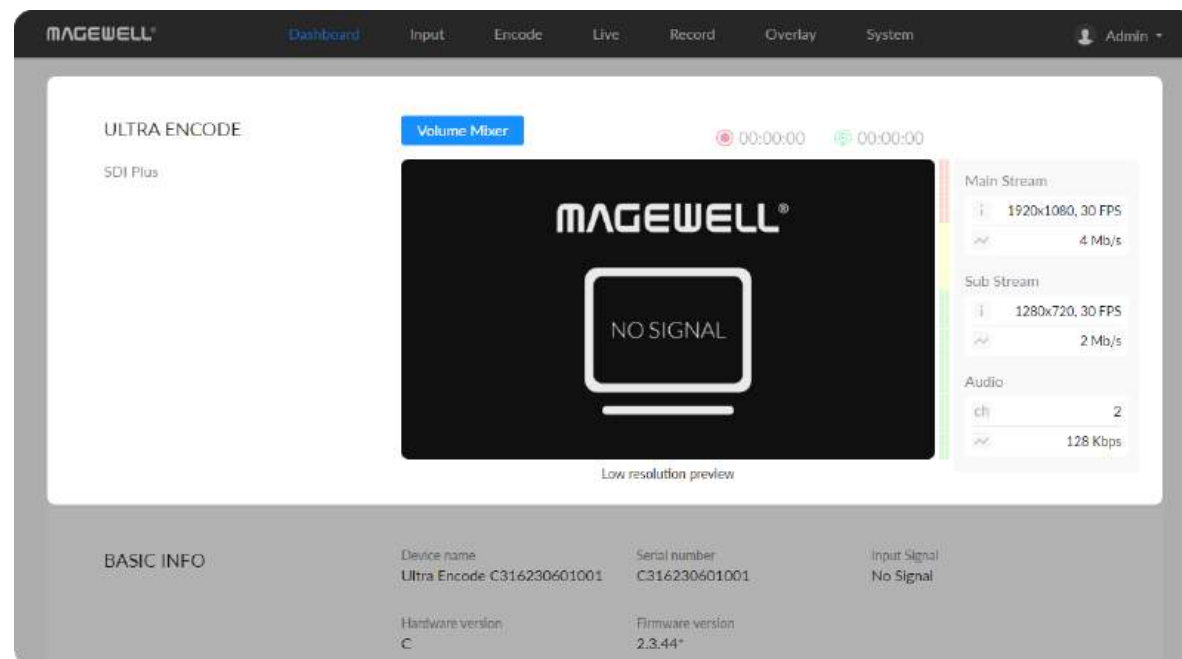 MAGEWELL®
Dashboard Input Encode Live Record Overlay System Admin
ULTRA ENCODE
SDI Plus
Volume Mixer
00:00:00 00:00:00
MAGEWELL®
NO SIGNAL
Low resolution preview
Main Stream
i 1920x1080, 30 FPS
4 Mb/s
Sub Stream
i 1280x720, 30 FPS
2 Mb/s
Audio
ch 2
128 Kbps
BASIC INFO
Device name Serial number Input Signal
Ultra Encode C316230601001 C316230601001 No Signal
Hardware version Firmware version
C 2.3.44*